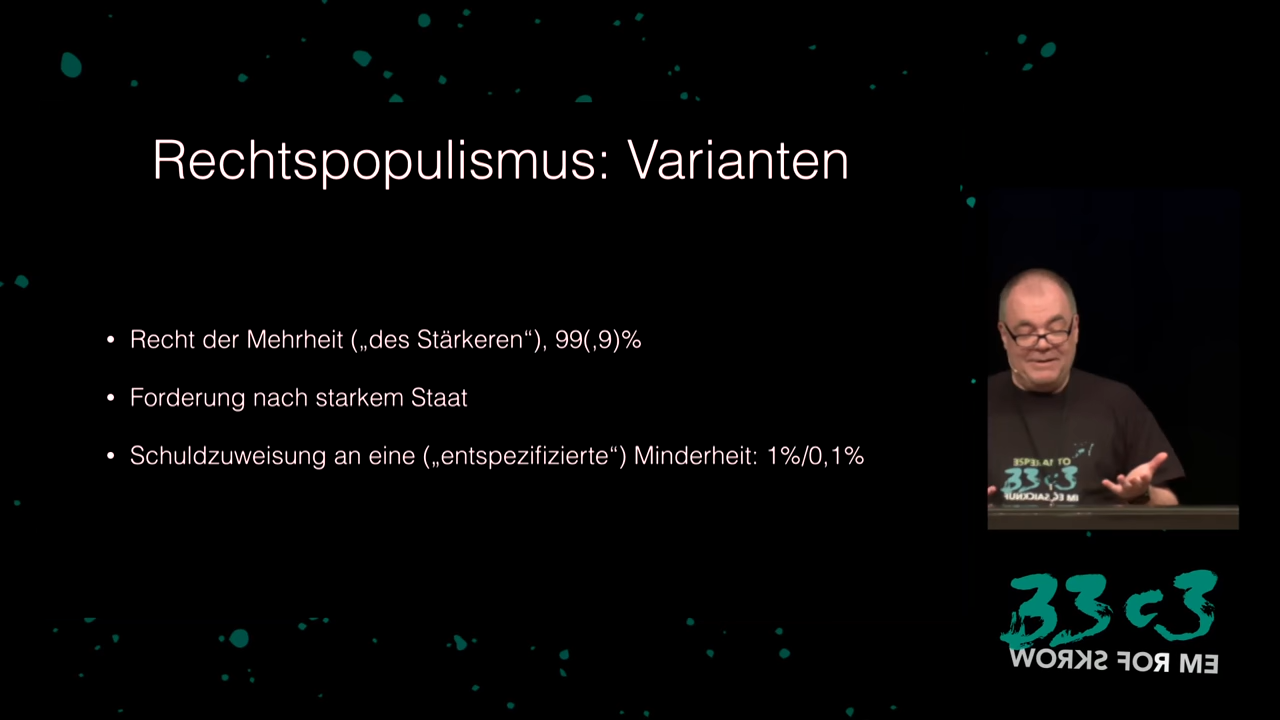 Rechtspopulismus: Varianten
• Recht der Mehrheit („des Stärkeren“), 99(,9)%
• Forderung nach starkem Staat
• Schuldzuweisung an eine („entspezifizierte“) Minderheit: 1%/0,1%
33c3
WORKS FOR ME
33c3